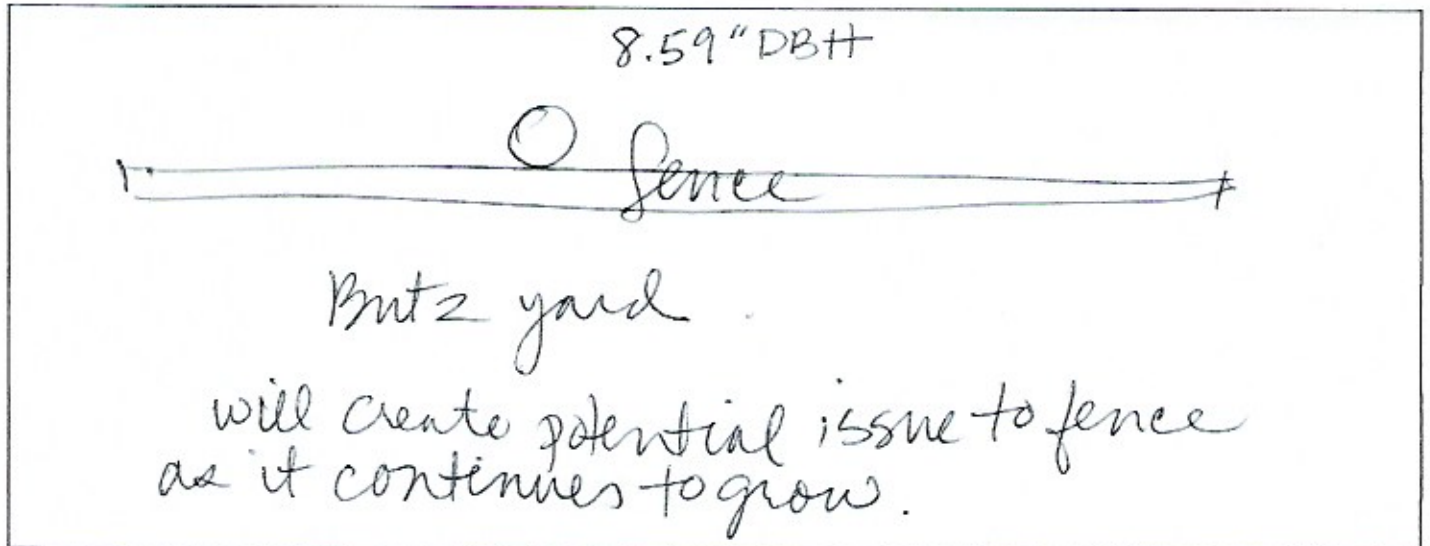 8.59" DBH
fence
Butz yard
will create potential issue to fence
as it continues to grow.